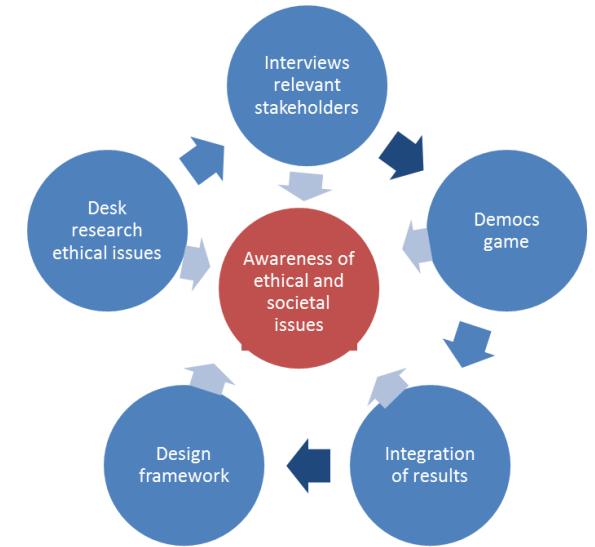 Interviews
relevant
stakeholders
Desk
research
ethical issues
Democs
game
Awareness of
ethical and
societal
issues
Design
framework
Integration
of results